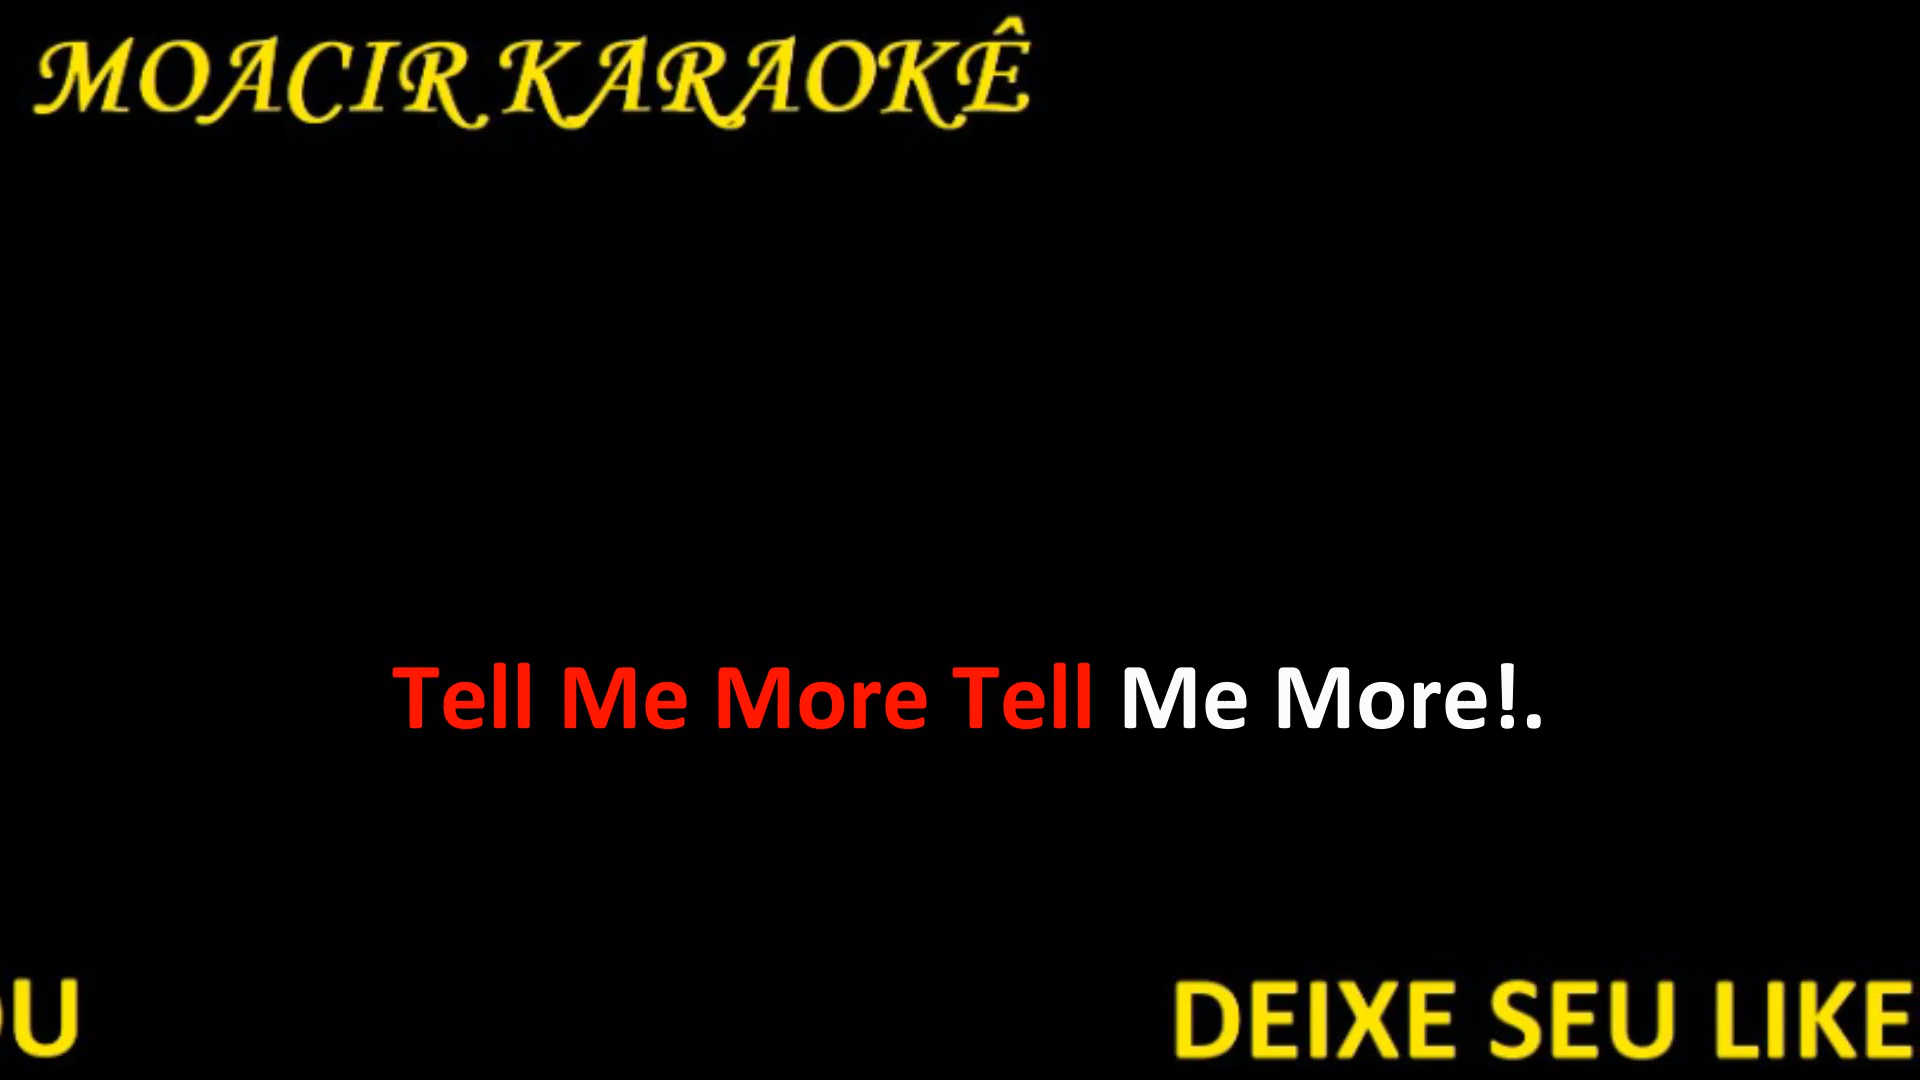 MOACIR KARAOKÊ
Tell Me More Tell Me More!.
DEIXE SEU LIKE